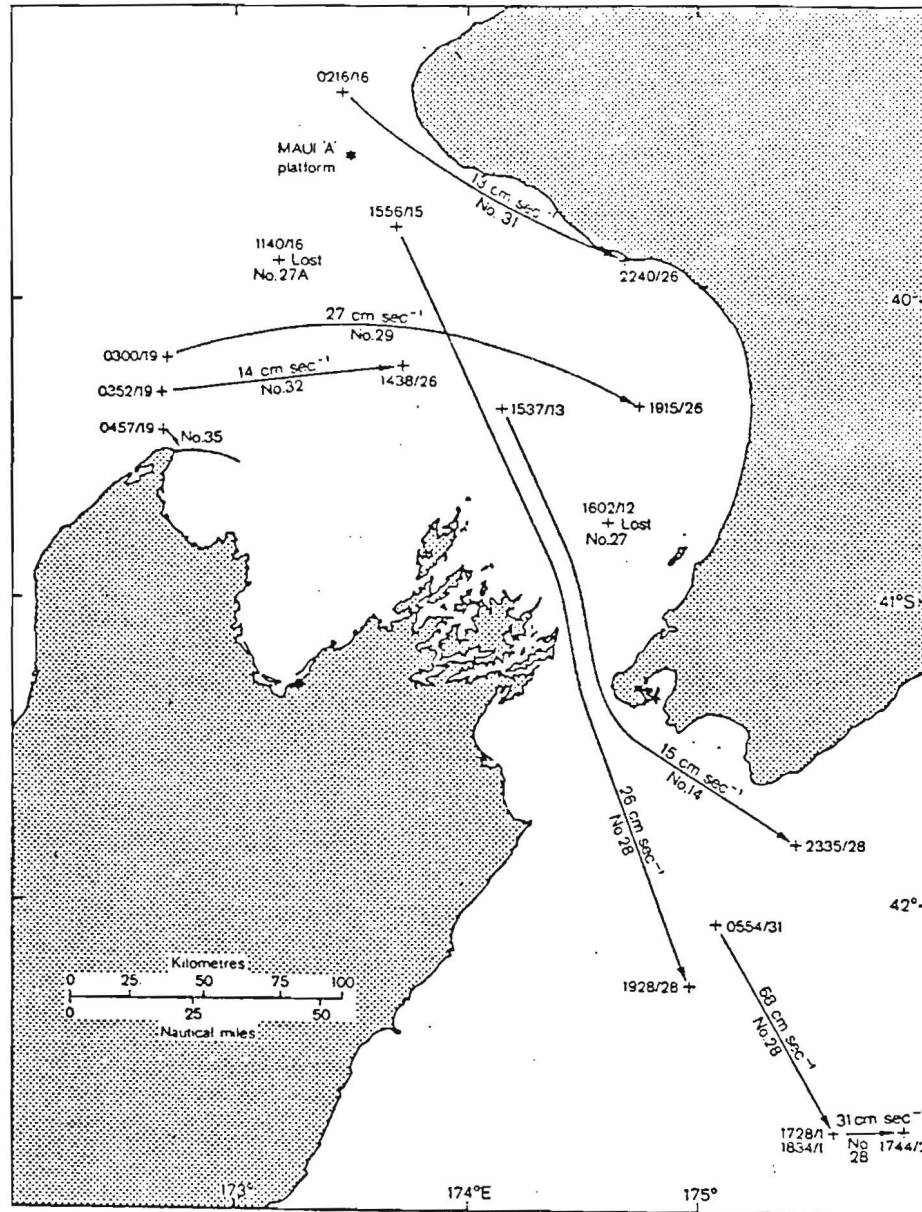 0216/16
MAUI 'A'
platform
13 cm sec⁻¹
No. 31
1556/15
1140/16
Lost
No.27A
2240/26
40°
27 cm sec⁻¹
No.29
0300/19
14 cm sec⁻¹
No.32
0352/19
1438/26
1915/26
1537/13
0457/19
No.35
1602/12
Lost
No.27
41°S
15 cm sec⁻¹
No.14
26 cm sec⁻¹
No.28
2335/28
42°
0554/31
Kilometres
0 25 50 75 100
0 25 50
Nautical miles
1928/28
68 cm sec⁻¹
No.28
31cm sec⁻
1728/1
1834/1
No
28
1744/2
173°
174°E
175°